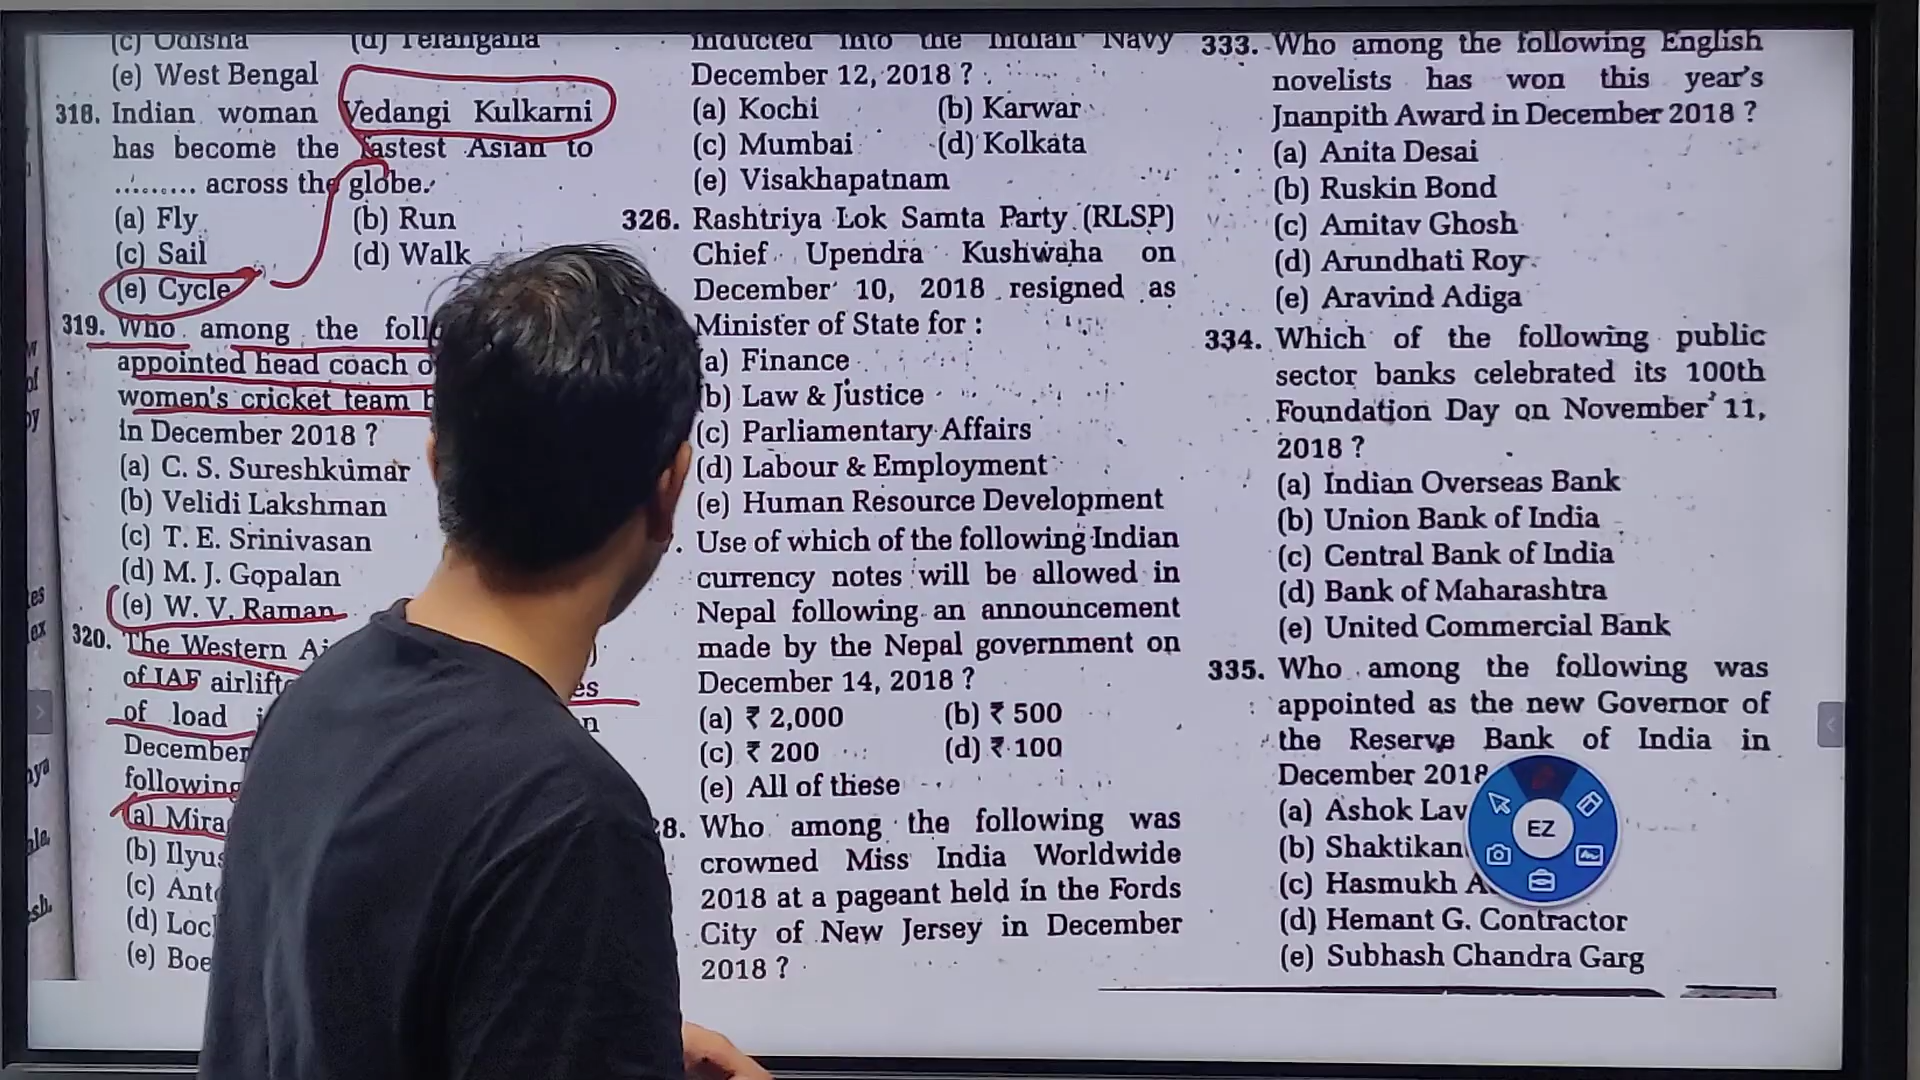 (c) Odisha (d) Telangana
(e) West Bengal
318. Indian woman Vedangi Kulkarni
has become the fastest Asian to
.......... across the globe.
(a) Fly (b) Run
(c) Sail (d) Walk
(e) Cycle
319. Who among the
appointed head coach
women's cricket team
in December 2018 ?
(a) C. S. Sureshkumar
(b) Velidi Lakshman
(c) T. E. Srinivasan
(d) M. J. Gopalan
(e) W. V. Raman
320. The Western
of IAF
of load
December
following
(a)
(b)
(c)
(d)
(e)
inducted into the Indian Navy
December 12, 2018 ?
(a) Kochi (b) Karwar
(c) Mumbai (d) Kolkata
(e) Visakhapatnam
326. Rashtriya Lok Samta Party (RLSP)
Chief Upendra Kushwaha on
December 10, 2018 resigned as
Minister of State for :
(a) Finance
(b) Law & Justice
(c) Parliamentary Affairs
(d) Labour & Employment
(e) Human Resource Development
Use of which of the following Indian
currency notes will be allowed in
Nepal following an announcement
made by the Nepal government on
December 14, 2018 ?
(a) ₹ 2,000 (b) ₹ 500
(c) ₹ 200 (d) ₹ 100
(e) All of these
8. Who among the following was
crowned Miss India Worldwide
2018 at a pageant held in the Fords
City of New Jersey in December
2018 ?
333. Who among the following English
novelists has won this year's
Jnanpith Award in December 2018 ?
(a) Anita Desai
(b) Ruskin Bond
(c) Amitav Ghosh
(d) Arundhati Roy
(e) Aravind Adiga
334. Which of the following public
sector banks celebrated its 100th
Foundation Day on November 11,
2018 ?
(a) Indian Overseas Bank
(b) Union Bank of India
(c) Central Bank of India
(d) Bank of Maharashtra
(e) United Commercial Bank
335. Who among the following was
appointed as the new Governor of
the Reserve Bank of India in
December 2018
(a) Ashok
(b) Shaktikan
(c) Hasmukh
(d) Hemant G. Contractor
(e) Subhash Chandra Garg
EZ